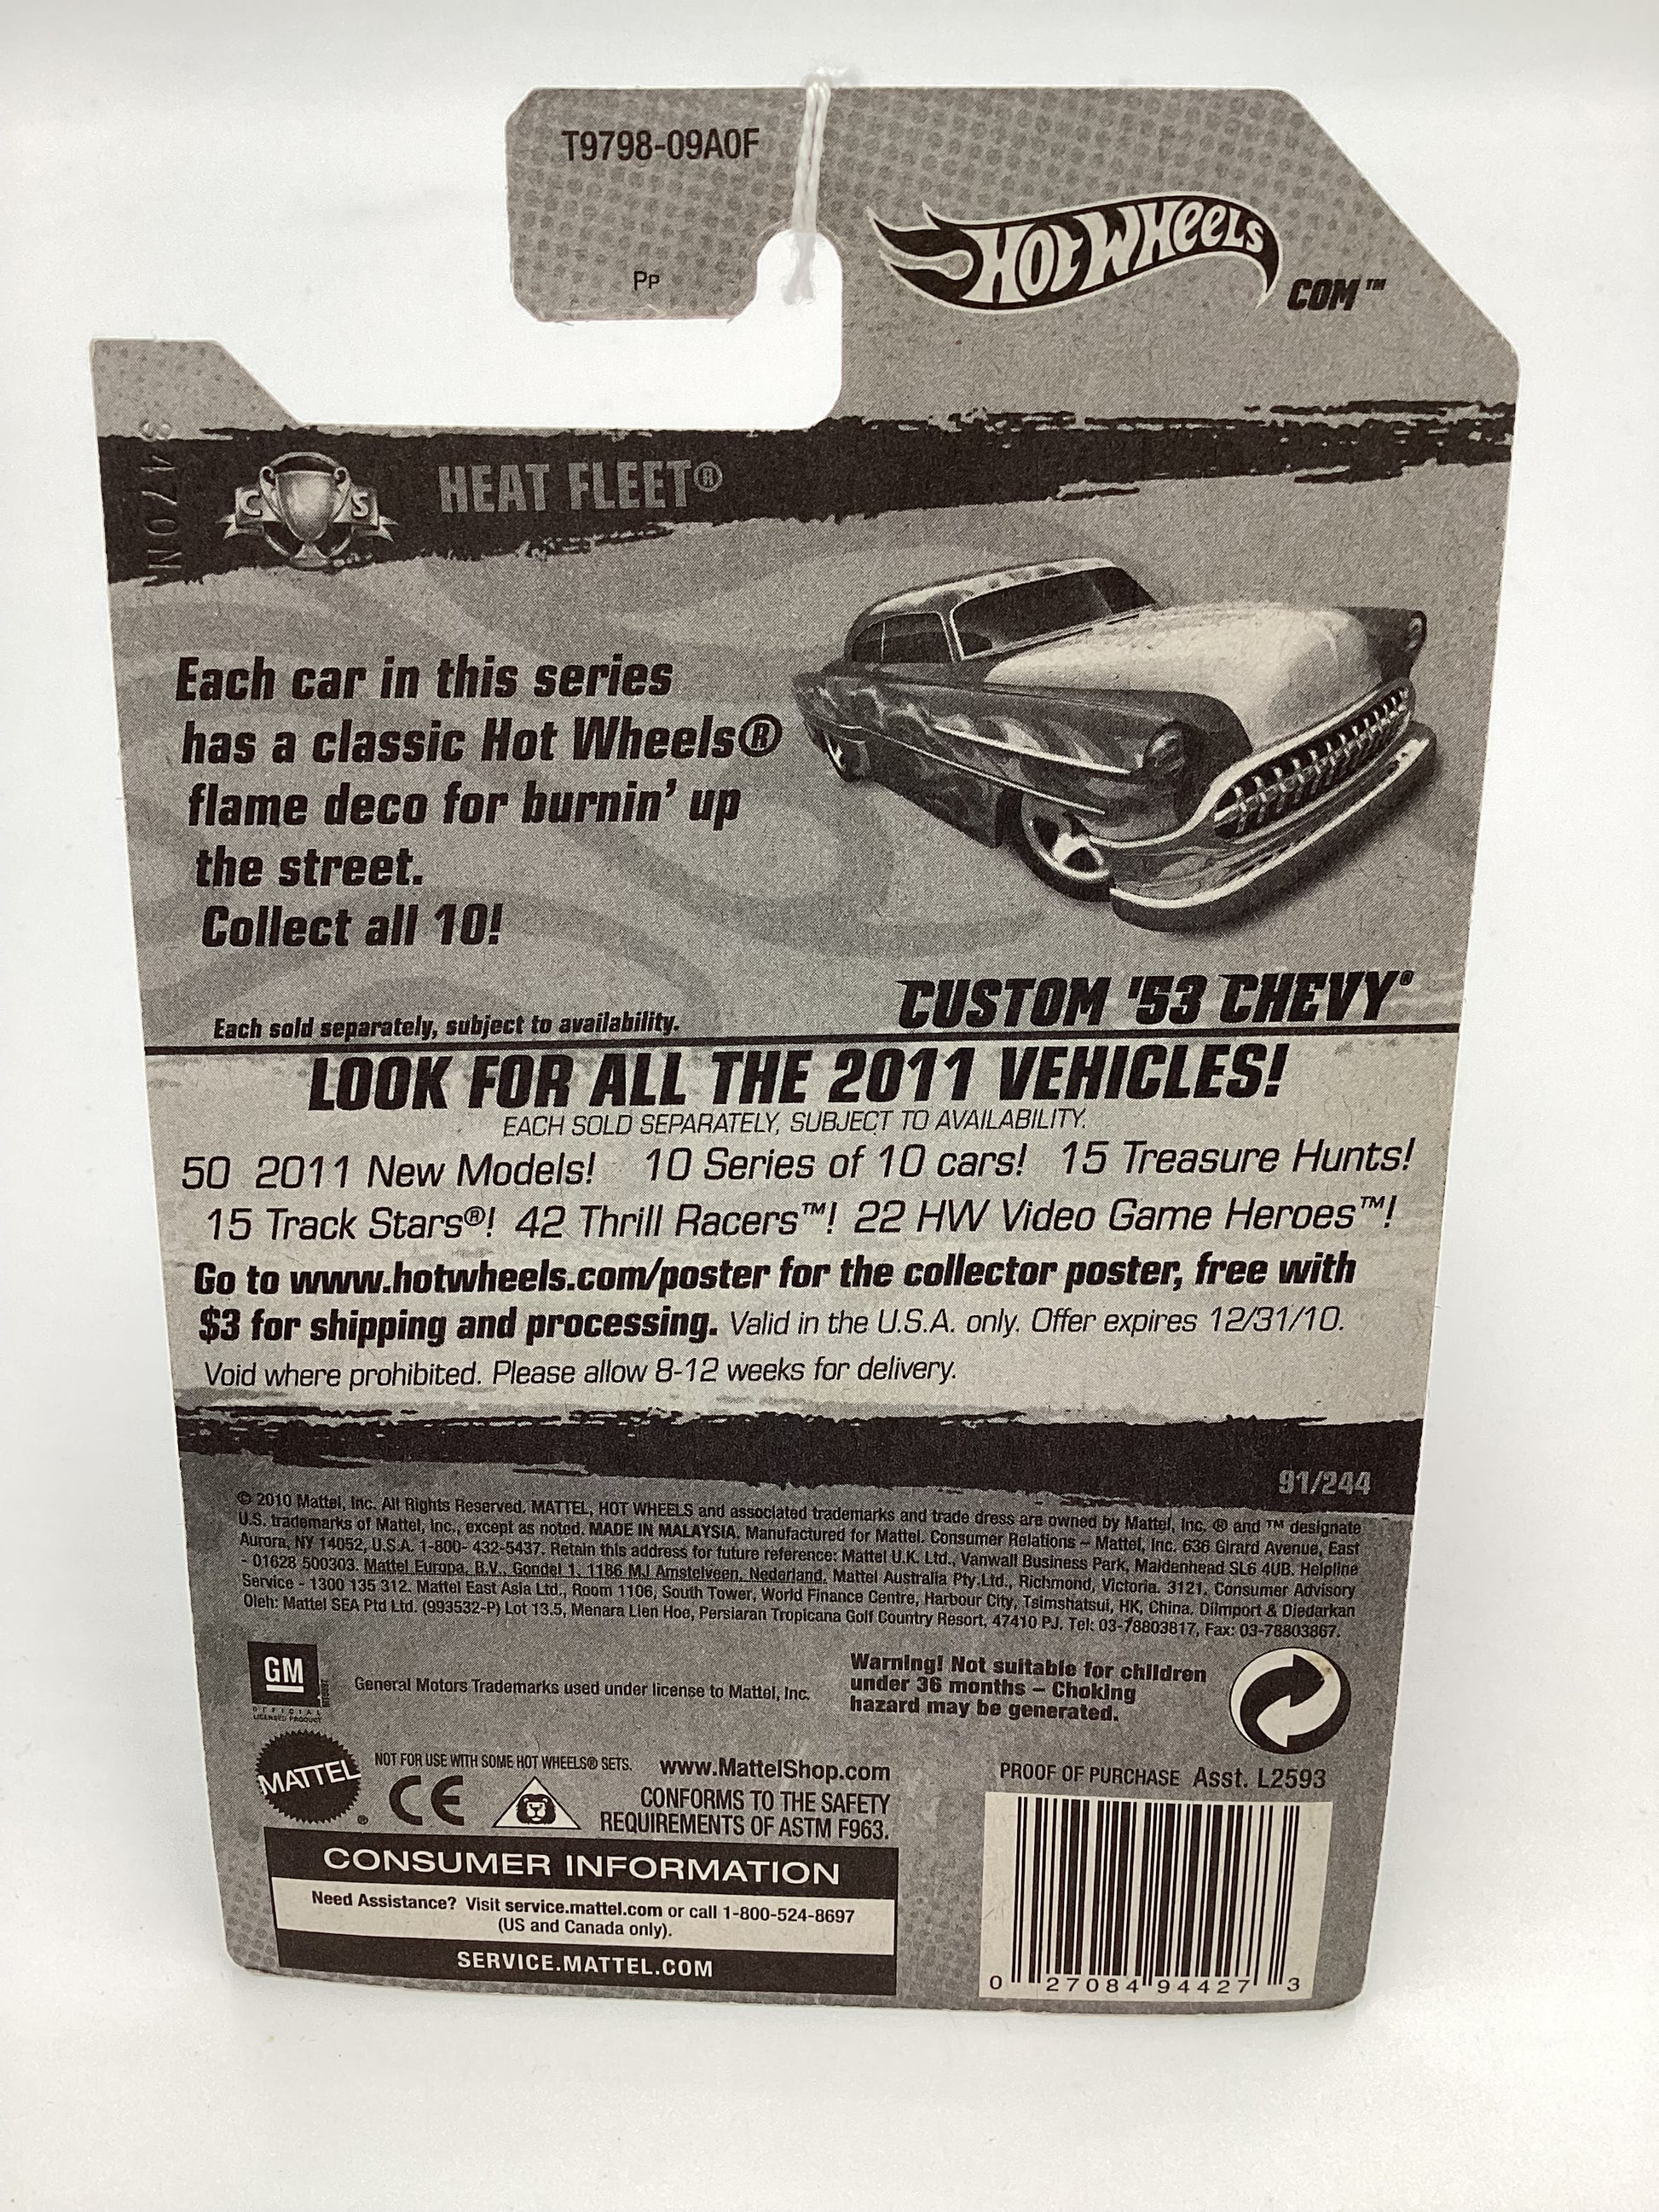 T9798-09A0F
Pp
HOT WHEELS
COM™
3470N
C S
HEAT FLEET®
Each car in this series
has a classic Hot Wheels®
flame deco for burnin' up
the street.
Collect all 10!
CUSTOM '53 CHEVY®
Each sold separately, subject to availability.
LOOK FOR ALL THE 2011 VEHICLES!
EACH SOLD SEPARATELY, SUBJECT TO AVAILABILITY.
50 2011 New Models! 10 Series of 10 cars! 15 Treasure Hunts!
15 Track Stars®! 42 Thrill Racers™! 22 HW Video Game Heroes™!
Go to www.hotwheels.com/poster for the collector poster, free with
$3 for shipping and processing. Valid in the U.S.A. only. Offer expires 12/31/10.
Void where prohibited. Please allow 8-12 weeks for delivery.
91/244
© 2010 Mattel, Inc. All Rights Reserved. MATTEL, HOT WHEELS and associated trademarks and trade dress are owned by Mattel, Inc. ® and ™ designate
U.S. trademarks of Mattel, Inc., except as noted. MADE IN MALAYSIA. Manufactured for Mattel. Consumer Relations – Mattel, Inc. 636 Girard Avenue, East
Aurora, NY 14052, U.S.A. 1-800- 432-5437. Retain this address for future reference: Mattel U.K. Ltd., Vanwall Business Park, Maidenhead SL6 4UB. Helpline
- 01628 500303. Mattel Europa, B.V., Gondel 1, 1186 MJ Amstelveen, Nederland. Mattel Australia Pty.Ltd., Richmond, Victoria. 3121. Consumer Advisory
Service - 1300 135 312. Mattel East Asia Ltd., Room 1106, South Tower, World Finance Centre, Harbour City, Tsimshatsui, HK, China. Diimport & Diedarkan
Oleh: Mattel SEA Ptd Ltd. (993532-P) Lot 13.5, Menara Lien Hoe, Persiaran Tropicana Golf Country Resort, 47410 PJ. Tel: 03-78803817, Fax: 03-78803867.
GM
OFFICIAL
LICENSED PRODUCT
General Motors Trademarks used under license to Mattel, Inc.
Warning! Not suitable for children
under 36 months – Choking
hazard may be generated.
MATTEL®
NOT FOR USE WITH SOME HOT WHEELS® SETS.
www.MattelShop.com
CE
CONFORMS TO THE SAFETY
REQUIREMENTS OF ASTM F963.
PROOF OF PURCHASE Asst. L2593
CONSUMER INFORMATION
Need Assistance? Visit service.mattel.com or call 1-800-524-8697
(US and Canada only).
SERVICE.MATTEL.COM
0 27084 94427 3